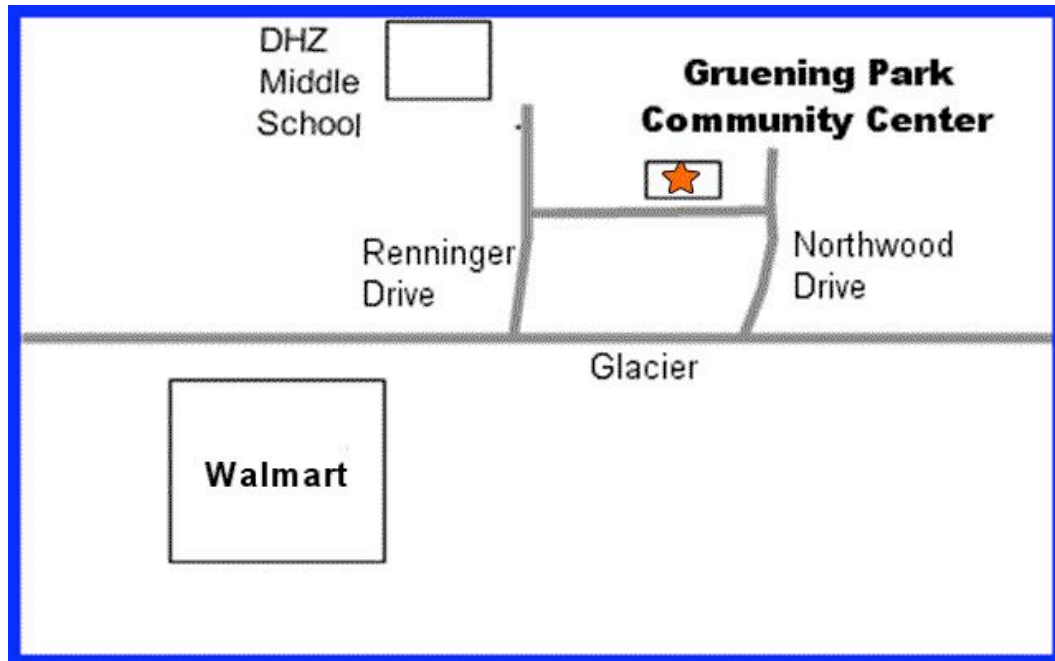 DHZ
Middle
School
Gruening Park
Community Center
Renninger
Drive
Northwood
Drive
Glacier
Walmart